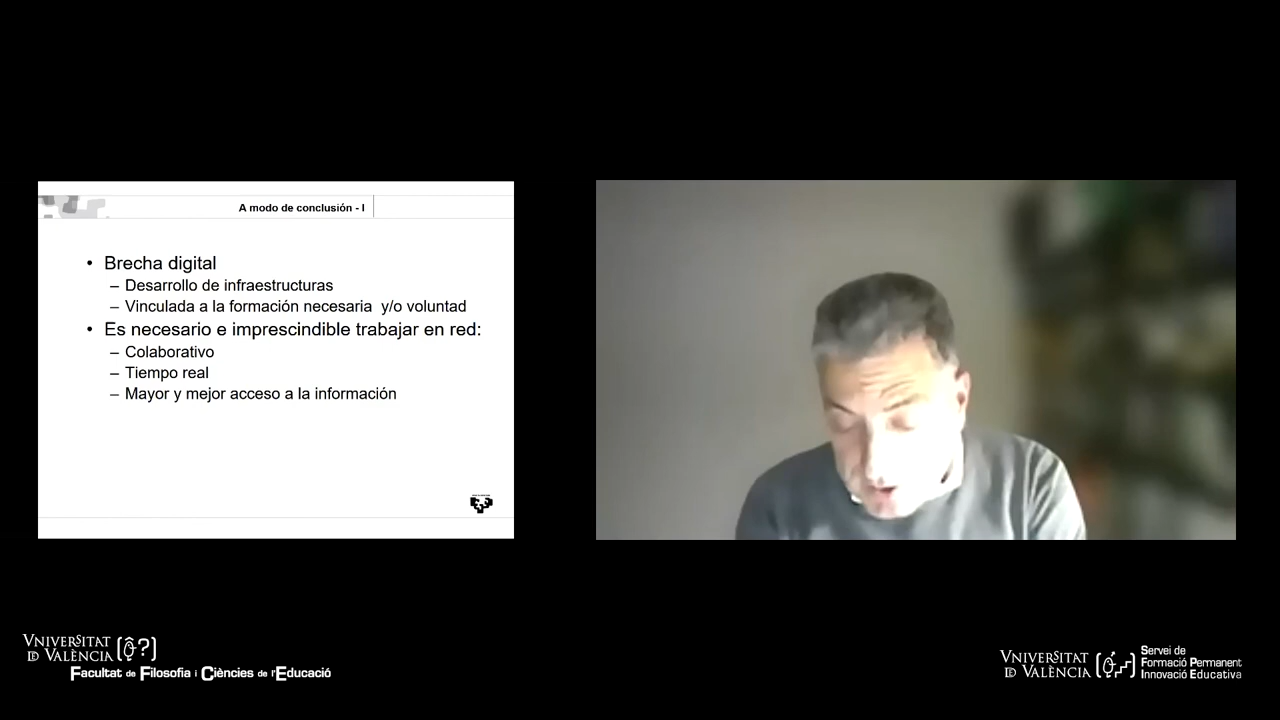 A modo de conclusión - I
• Brecha digital
– Desarrollo de infraestructuras
– Vinculada a la formación necesaria y/o voluntad
• Es necesario e imprescindible trabajar en red:
– Colaborativo
– Tiempo real
– Mayor y mejor acceso a la información
VNIVERSITAT
ID VALÈNCIA
Facultat de Filosofia i Ciències de l'Educació
VNIVERSITAT
ID VALÈNCIA
Servei de
Formació Permanent
Innovació Educativa